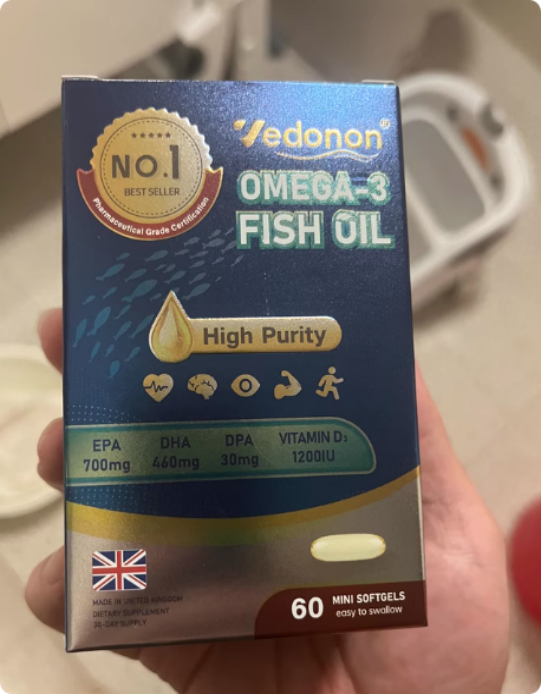 ★★★★★
NO.1
BEST SELLER
Pharmaceutical Grade Certification
Vedonon®
OMEGA-3
FISH OIL
High Purity
EPA
700mg
DHA
460mg
DPA
30mg
VITAMIN D₃
1200IU
MADE IN UNITED KINGDOM
DIETARY SUPPLEMENT
30-DAY SUPPLY
60 MINI SOFTGELS
easy to swallow